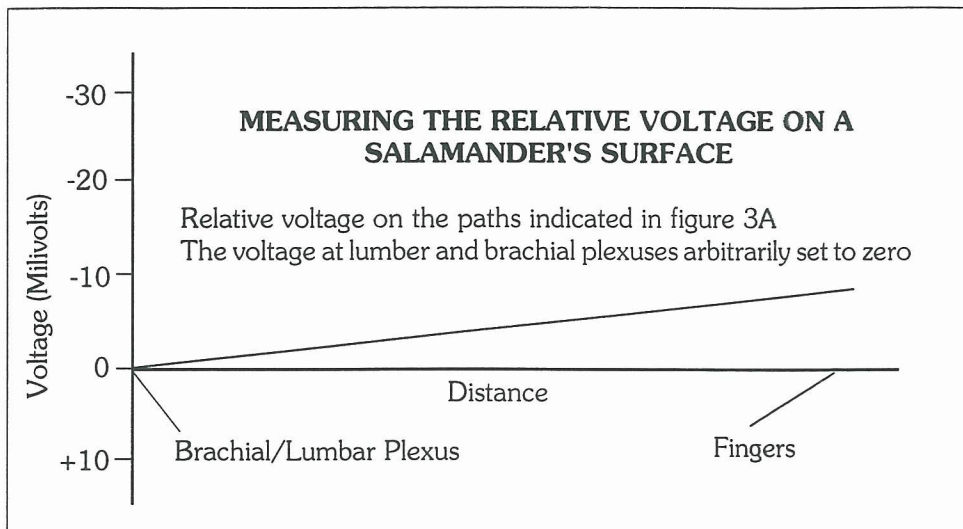 MEASURING THE RELATIVE VOLTAGE ON A
SALAMANDER'S SURFACE
Relative voltage on the paths indicated in figure 3A
The voltage at lumber and brachial plexuses arbitrarily set to zero
Voltage (Milivolts)
-30
-20
-10
0
+10
Distance
Brachial/Lumbar Plexus
Fingers